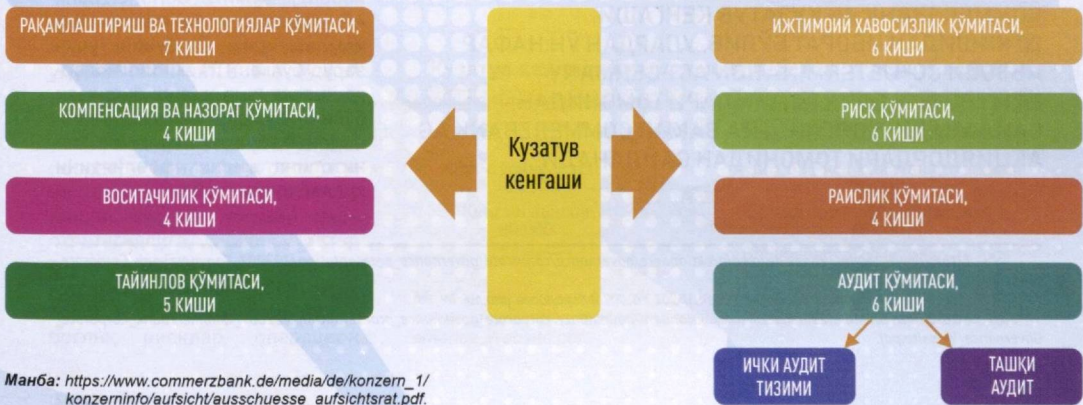 РАҚАМЛАШТИРИШ ВА ТЕХНОЛОГИЯЛАР ҚЎМИТАСИ,
7 КИШИ
КОМПЕНСАЦИЯ ВА НАЗОРАТ ҚЎМИТАСИ,
4 КИШИ
ВОСИТАЧИЛИК ҚЎМИТАСИ,
4 КИШИ
ТАЙИНЛОВ ҚЎМИТАСИ,
5 КИШИ
Кузатув
кенгаши
ИЖТИМОИЙ ХАВФСИЗЛИК ҚЎМИТАСИ,
6 КИШИ
РИСК ҚЎМИТАСИ,
6 КИШИ
РАИСЛИК ҚЎМИТАСИ,
4 КИШИ
АУДИТ ҚЎМИТАСИ,
6 КИШИ
ИЧКИ АУДИТ
ТИЗИМИ
ТАШҚИ
АУДИТ
Манба: https://www.commerzbank.de/media/de/konzern_1/
konzerninfo/aufsicht/ausschuesse_aufsichtsrat.pdf.